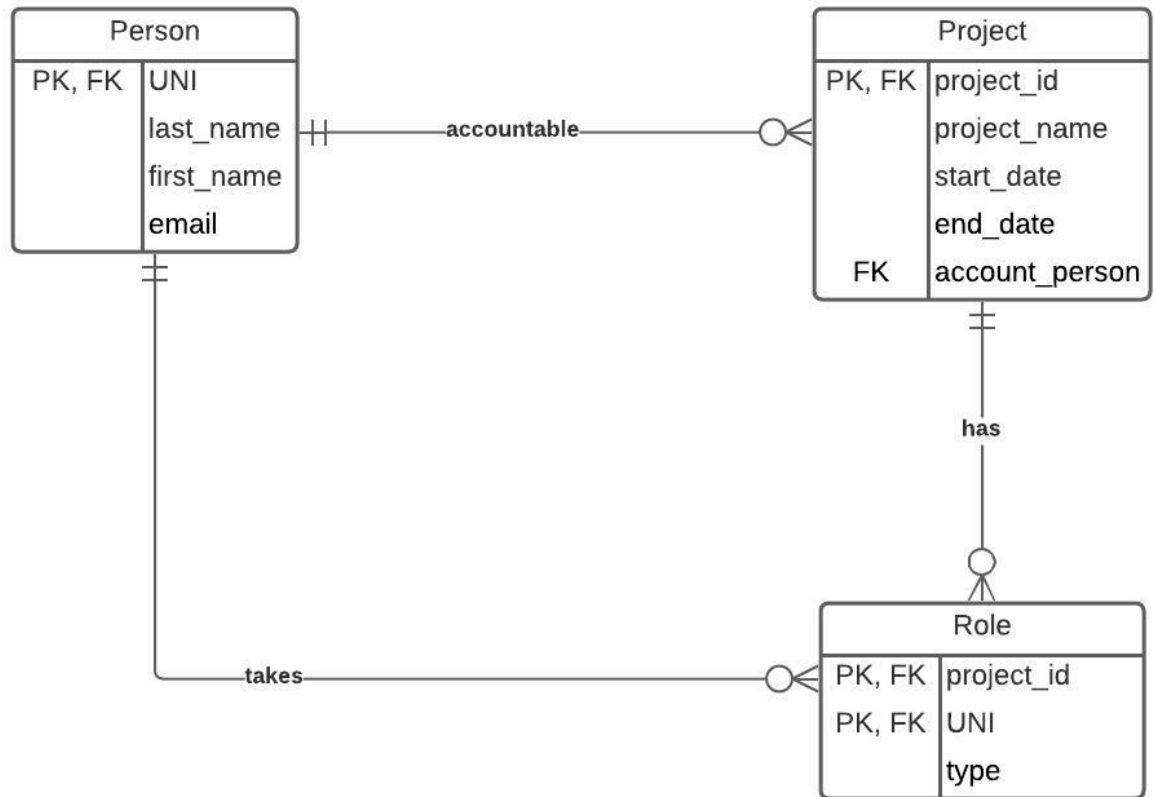 Person
PK, FK UNI
last_name
first_name
email
accountable
Project
PK, FK project_id
project_name
start_date
end_date
FK account_person
has
takes
Role
PK, FK project_id
PK, FK UNI
type